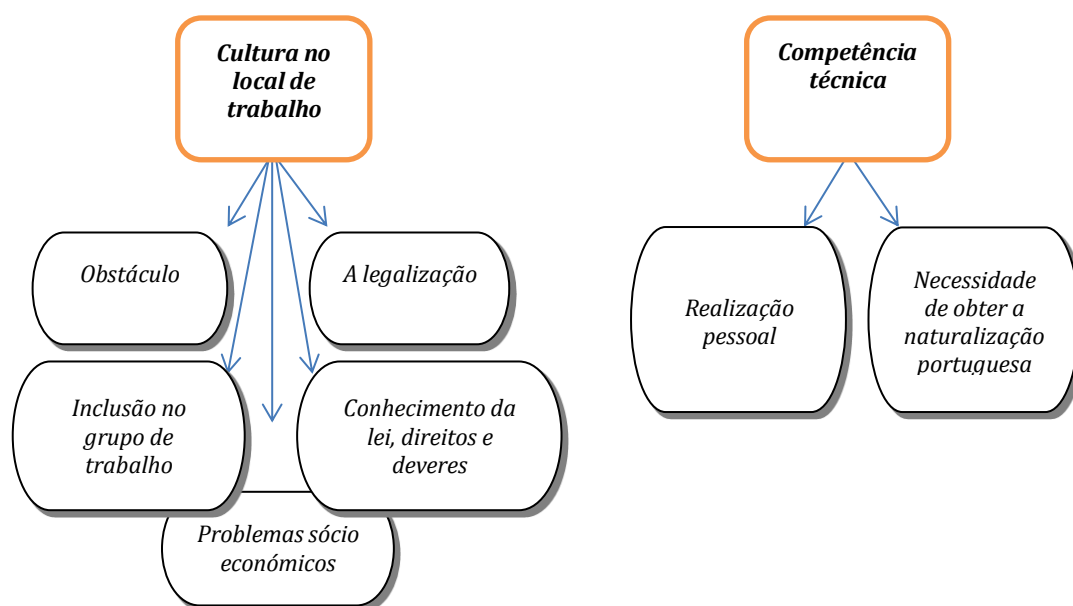 Cultura no
local de
trabalho
Competência
técnica
Obstáculo
A legalização
Realização
pessoal
Necessidade
de obter a
naturalização
portuguesa
Inclusão no
grupo de
trabalho
Conhecimento da
lei, direitos e
deveres
Problemas sócio
económicos